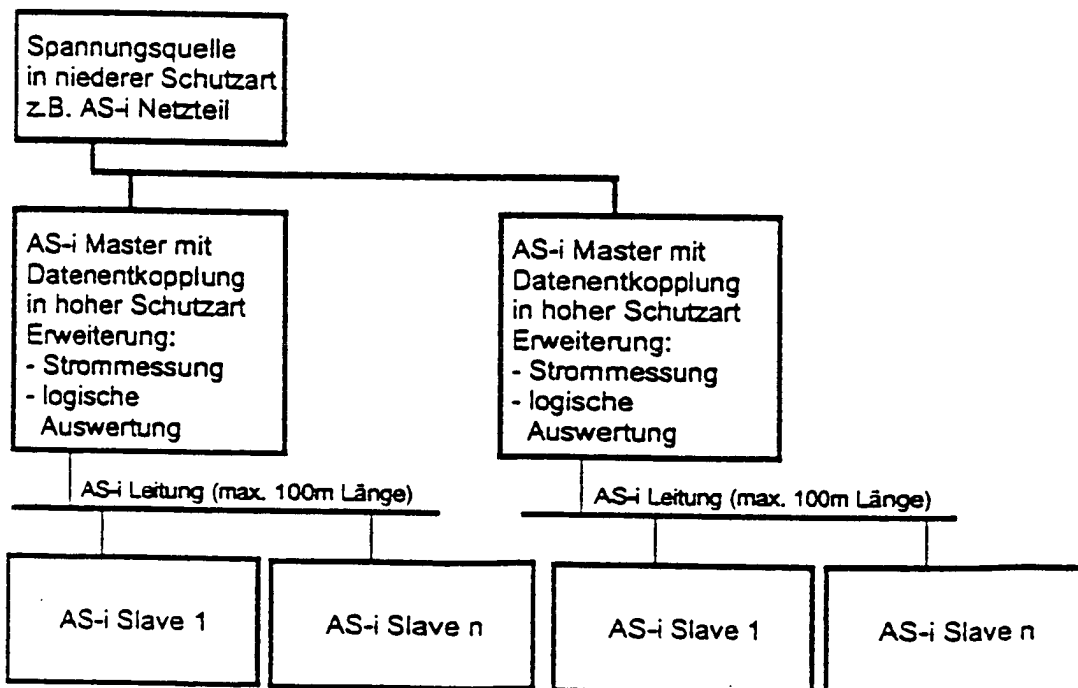 Spannungsquelle
in niederer Schutzart
z.B. AS-i Netzteil
AS-i Master mit
Datenentkopplung
in hoher Schutzart
Erweiterung:
- Strommessung
- logische
Auswertung
AS-i Master mit
Datenentkopplung
in hoher Schutzart
Erweiterung:
- Strommessung
- logische
Auswertung
AS-i Leitung (max. 100m Länge)
AS-i Leitung (max. 100m Länge)
AS-i Slave 1
AS-i Slave n
AS-i Slave 1
AS-i Slave n